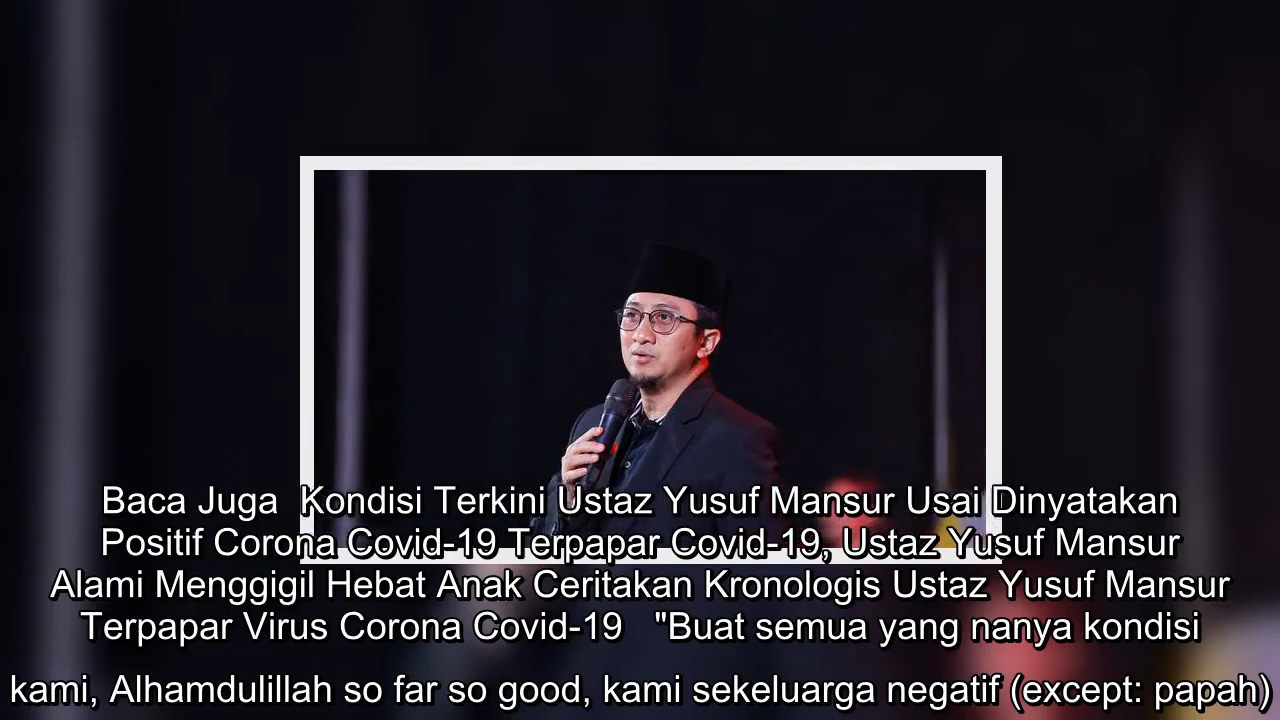 Baca Juga  Kondisi Terkini Ustaz Yusuf Mansur Usai Dinyatakan
Positif Corona Covid-19 Terpapar Covid-19, Ustaz Yusuf Mansur
Alami Menggigil Hebat Anak Ceritakan Kronologis Ustaz Yusuf Mansur
Terpapar Virus Corona Covid-19   "Buat semua yang nanya kondisi
kami, Alhamdulillah so far so good, kami sekeluarga negatif (except: papah)